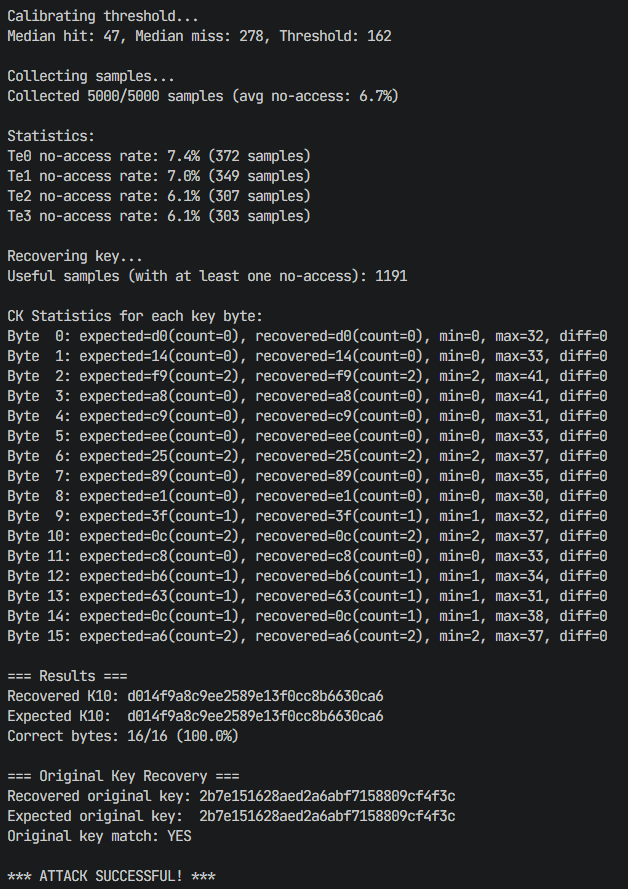 Calibrating threshold...
Median hit: 47, Median miss: 278, Threshold: 162
Collecting samples...
Collected 5000/5000 samples (avg no-access: 6.7%)
Statistics:
Te0 no-access rate: 7.4% (372 samples)
Te1 no-access rate: 7.0% (349 samples)
Te2 no-access rate: 6.1% (307 samples)
Te3 no-access rate: 6.1% (303 samples)
Recovering key...
Useful samples (with at least one no-access): 1191
CK Statistics for each key byte:
Byte  0: expected=d0(count=0), recovered=d0(count=0), min=0, max=32, diff=0
Byte  1: expected=14(count=0), recovered=14(count=0), min=0, max=33, diff=0
Byte  2: expected=f9(count=2), recovered=f9(count=2), min=2, max=41, diff=0
Byte  3: expected=a8(count=0), recovered=a8(count=0), min=0, max=41, diff=0
Byte  4: expected=c9(count=0), recovered=c9(count=0), min=0, max=31, diff=0
Byte  5: expected=ee(count=0), recovered=ee(count=0), min=0, max=33, diff=0
Byte  6: expected=25(count=2), recovered=25(count=2), min=2, max=37, diff=0
Byte  7: expected=89(count=0), recovered=89(count=0), min=0, max=35, diff=0
Byte  8: expected=e1(count=0), recovered=e1(count=0), min=0, max=30, diff=0
Byte  9: expected=3f(count=1), recovered=3f(count=1), min=1, max=32, diff=0
Byte 10: expected=0c(count=2), recovered=0c(count=2), min=2, max=37, diff=0
Byte 11: expected=c8(count=0), recovered=c8(count=0), min=0, max=33, diff=0
Byte 12: expected=b6(count=1), recovered=b6(count=1), min=1, max=34, diff=0
Byte 13: expected=63(count=1), recovered=63(count=1), min=1, max=31, diff=0
Byte 14: expected=0c(count=1), recovered=0c(count=1), min=1, max=38, diff=0
Byte 15: expected=a6(count=2), recovered=a6(count=2), min=2, max=37, diff=0
=== Results ===
Recovered K10: d014f9a8c9ee2589e13f0cc8b6630ca6
Expected K10:  d014f9a8c9ee2589e13f0cc8b6630ca6
Correct bytes: 16/16 (100.0%)
=== Original Key Recovery ===
Recovered original key: 2b7e151628aed2a6abf7158809cf4f3c
Expected original key:  2b7e151628aed2a6abf7158809cf4f3c
Original key match: YES
*** ATTACK SUCCESSFUL! ***